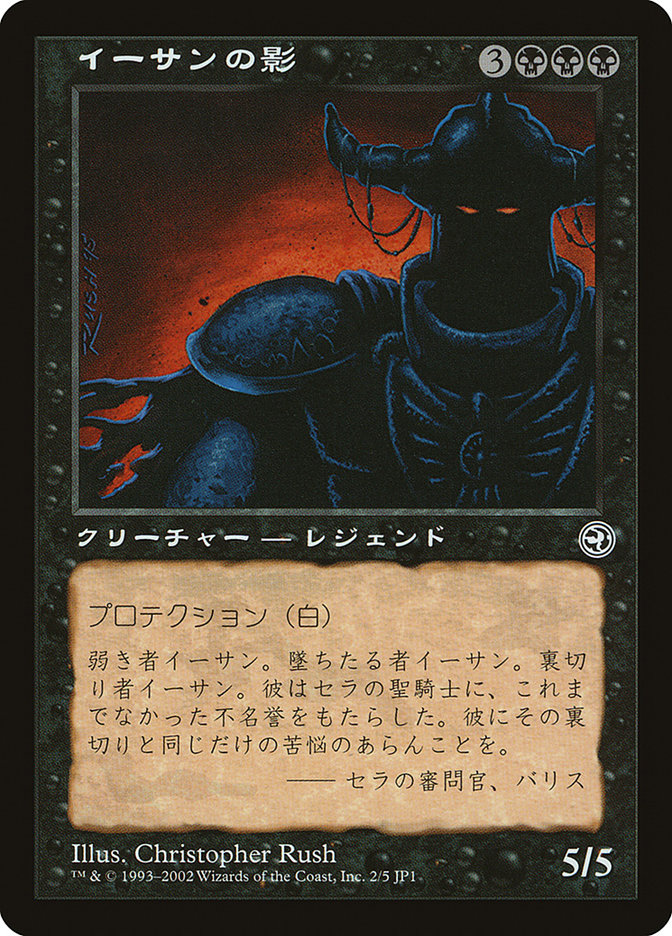 イーサンの影
3
RUSH 95
クリーチャー ― レジェンド
プロテクション（白）
弱き者イーサン。墜ちたる者イーサン。裏切
り者イーサン。彼はセラの聖騎士に、これま
でなかった不名誉をもたらした。彼にその裏
切りと同じだけの苦悩のあらんことを。
―― セラの審問官、バリス
Illus. Christopher Rush
™ & © 1993–2002 Wizards of the Coast, Inc. 2/5 JP1
5/5